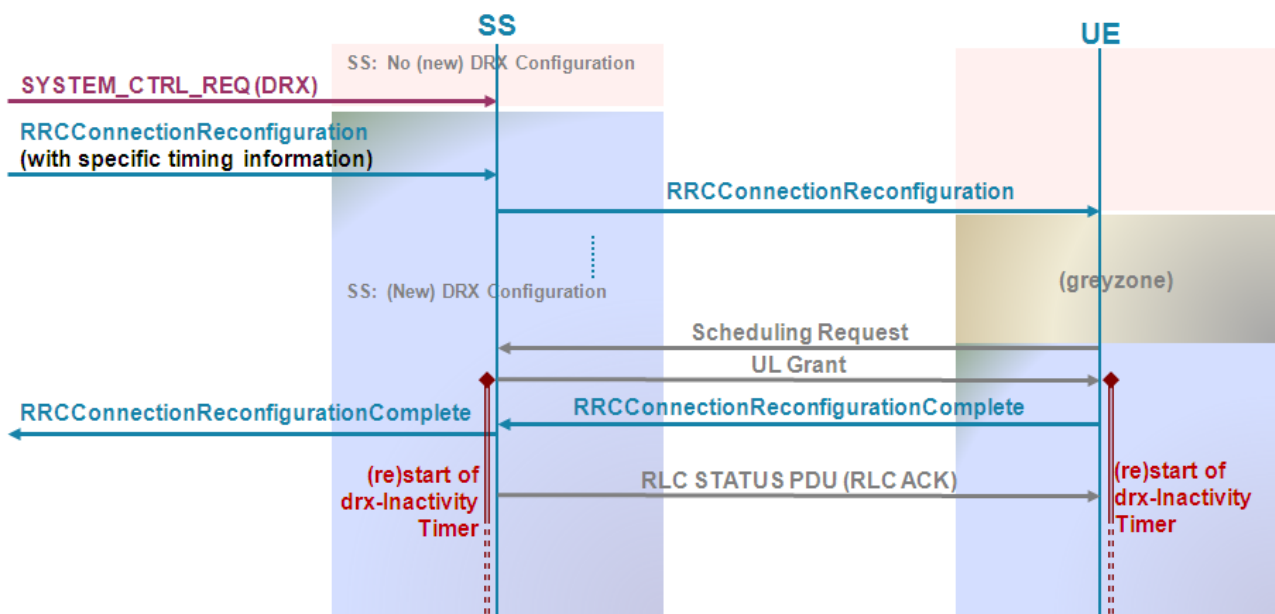 SS
UE
SS: No (new) DRX Configuration
SYSTEM_CTRL_REQ (DRX)
RRCConnectionReconfiguration
(with specific timing information)
RRCConnectionReconfiguration
SS: (New) DRX Configuration
(greyzone)
Scheduling Request
UL Grant
RRCConnectionReconfigurationComplete
RRCConnectionReconfigurationComplete
(re)start of
drx-Inactivity
Timer
RLC STATUS PDU (RLC ACK)
(re)start of
drx-Inactivity
Timer